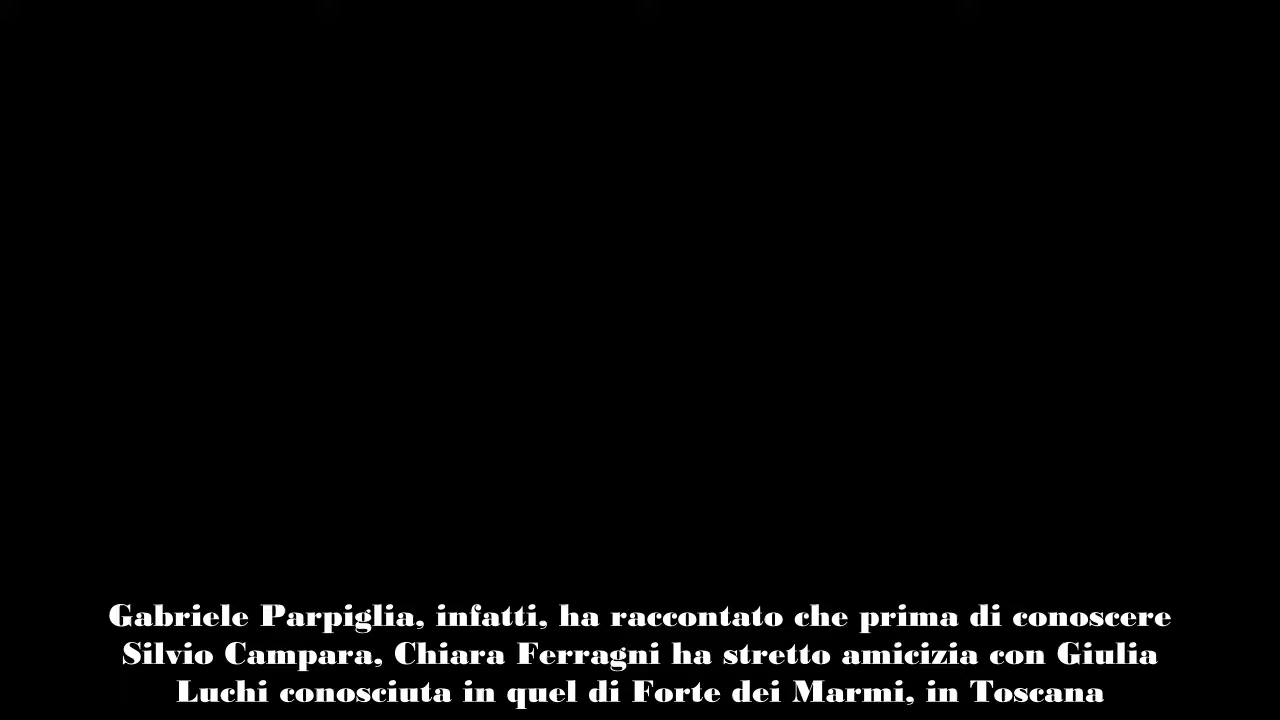 Gabriele Parpiglia, infatti, ha raccontato che prima di conoscere
Silvio Campara, Chiara Ferragni ha stretto amicizia con Giulia
Luchi conosciuta in quel di Forte dei Marmi, in Toscana